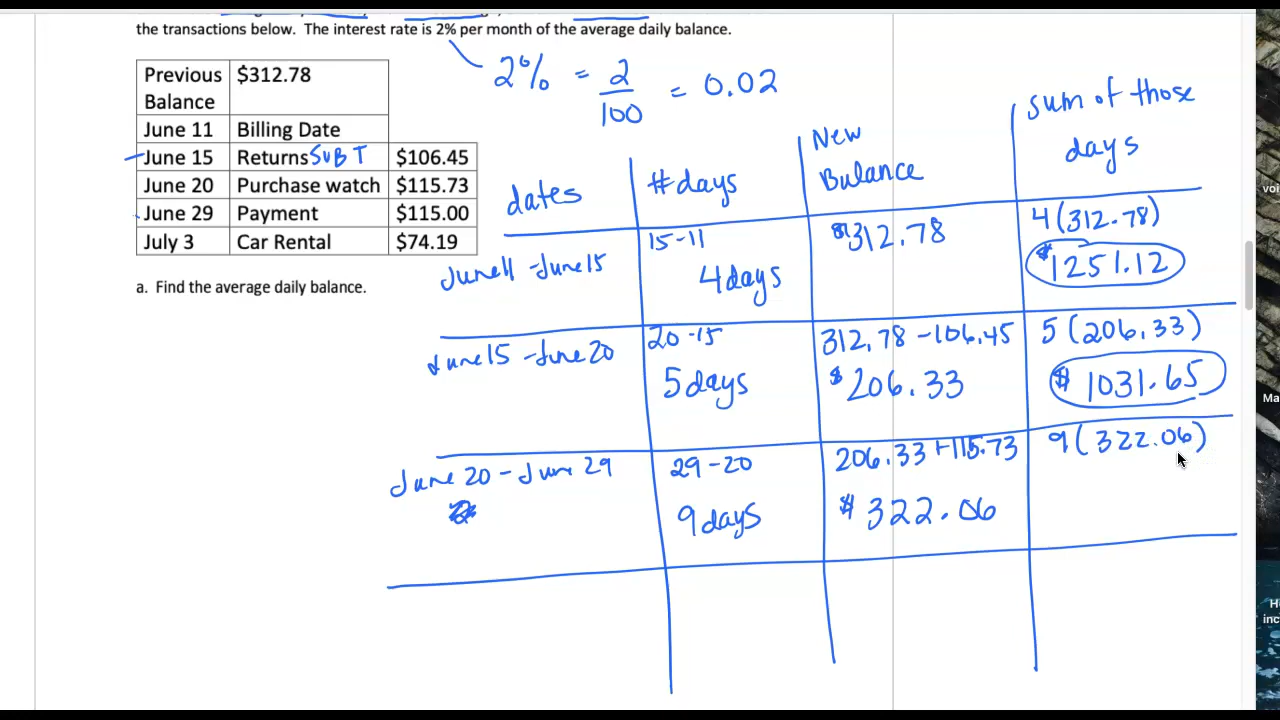 the transactions below. The interest rate is 2% per month of the average daily balance.
2% = 2/100 = 0.02
Previous Balance $312.78
June 11 Billing Date
June 15 Returns SUBT $106.45
June 20 Purchase watch $115.73
June 29 Payment $115.00
July 3 Car Rental $74.19
a. Find the average daily balance.
dates
#days
New
Balance
sum of those
days
June 11 - June 15
15-11
4 days
$312.78
4(312.78)
$1251.12
June 15 - June 20
20-15
5 days
312.78 - 106.45
$206.33
5(206.33)
$1031.65
June 20 - June 29
29-20
9 days
206.33 + 115.73
$322.06
9(322.06)